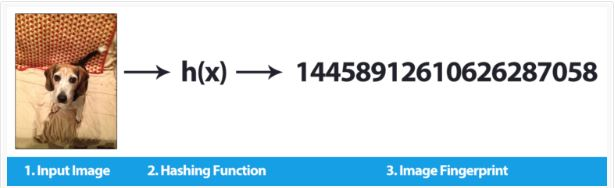 h(x) 14458912610626287058
1. Input Image 2. Hashing Function 3. Image Fingerprint